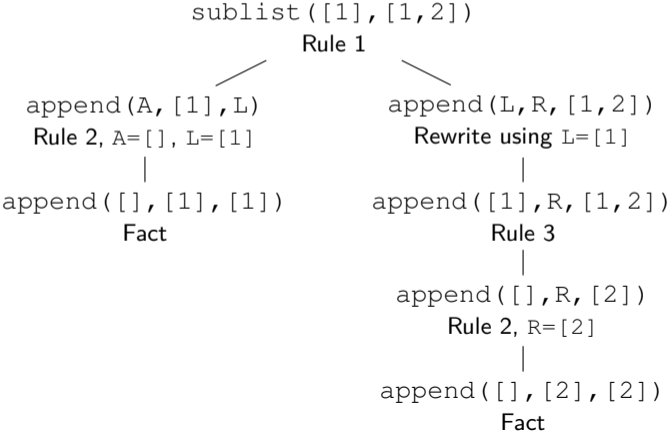 sublist([1],[1,2])
Rule 1
append(A,[1],L)
Rule 2, A=[], L=[1]
append([],[1],[1])
Fact
append(L,R,[1,2])
Rewrite using L=[1]
append([1],R,[1,2])
Rule 3
append([],R,[2])
Rule 2, R=[2]
append([],[2],[2])
Fact